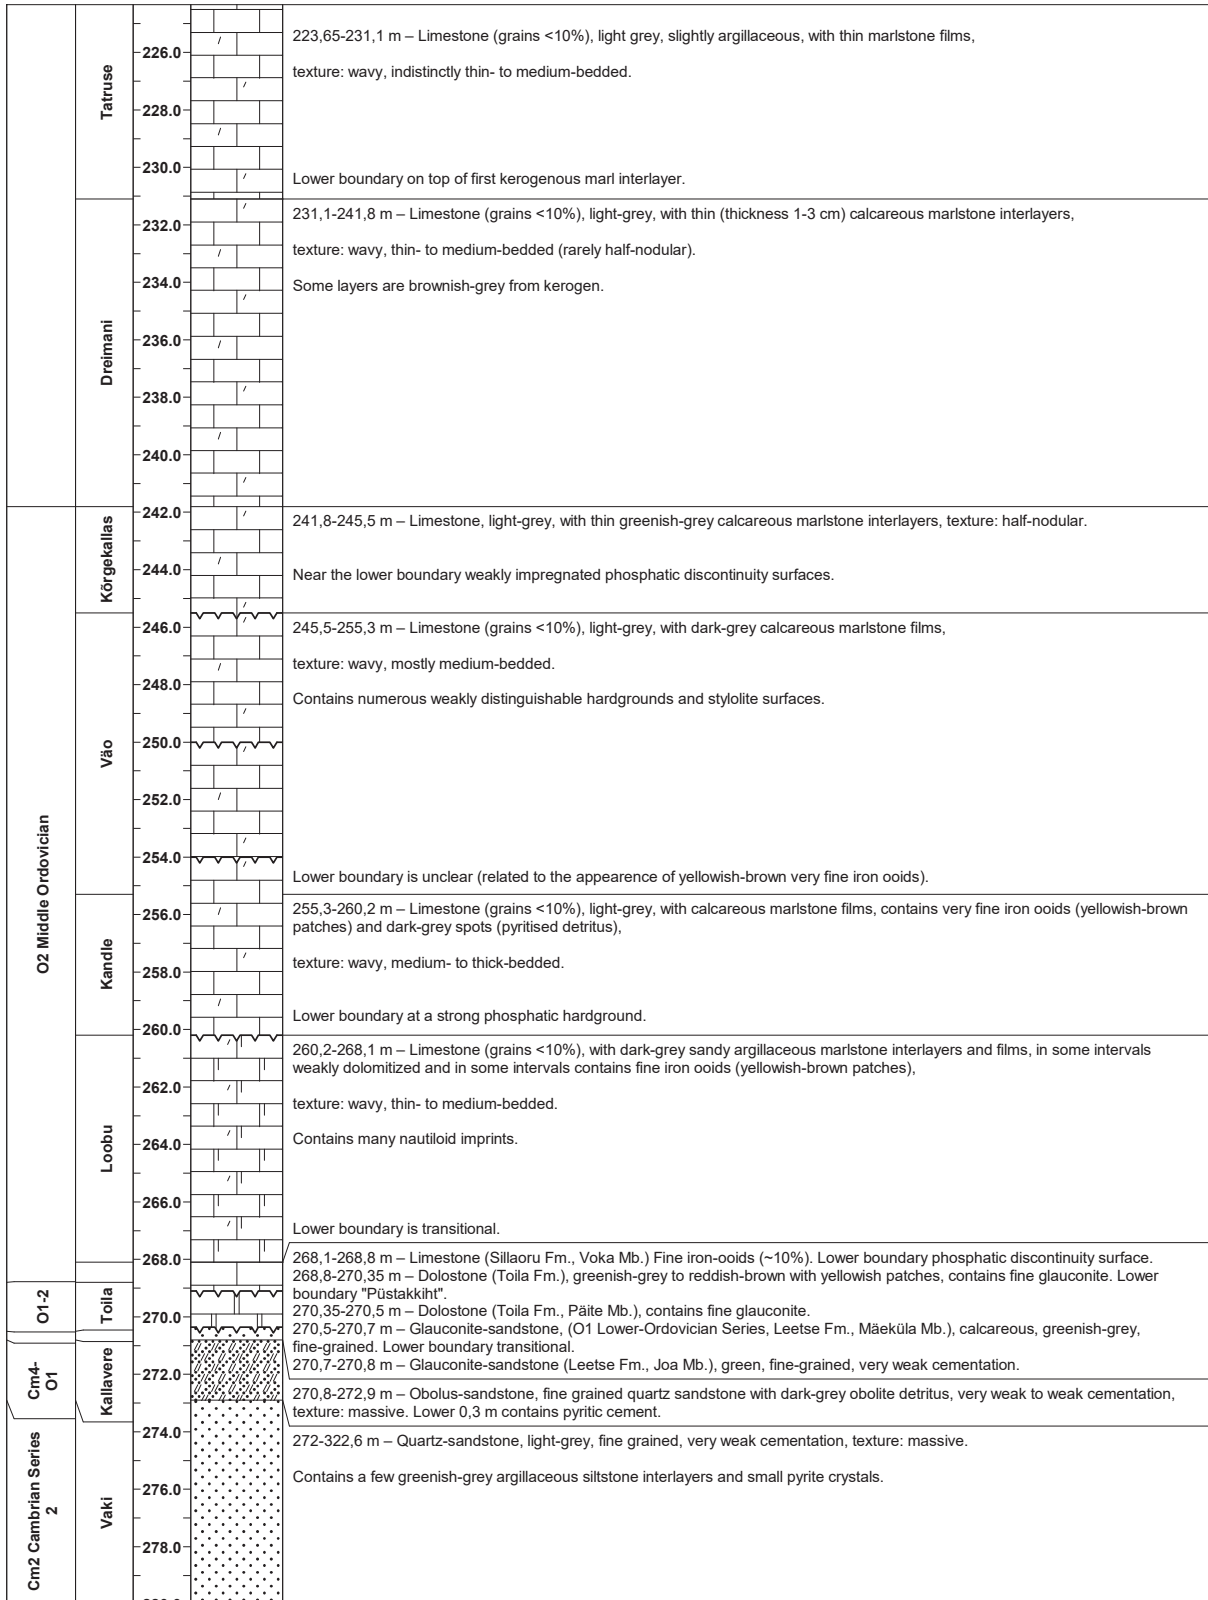 223,65-231,1 m – Limestone (grains <10%), light grey, slightly argillaceous, with thin marlstone films,
226.0
texture: wavy, indistinctly thin- to medium-bedded.
Tatruse
228.0
230.0
Lower boundary on top of first kerogenous marl interlayer.
231,1-241,8 m – Limestone (grains <10%), light-grey, with thin (thickness 1-3 cm) calcareous marlstone interlayers,
232.0
texture: wavy, thin- to medium-bedded (rarely half-nodular).
234.0
Some layers are brownish-grey from kerogen.
236.0
Dreimani
238.0
240.0
242.0
241,8-245,5 m – Limestone, light-grey, with thin greenish-grey calcareous marlstone interlayers, texture: half-nodular.
Kõrgekallas
244.0
Near the lower boundary weakly impregnated phosphatic discontinuity surfaces.
246.0
245,5-255,3 m – Limestone (grains <10%), light-grey, with dark-grey calcareous marlstone films,
texture: wavy, mostly medium-bedded.
248.0
Contains numerous weakly distinguishable hardgrounds and stylolite surfaces.
250.0
Väo
252.0
254.0
Lower boundary is unclear (related to the appearence of yellowish-brown very fine iron ooids).
O2 Middle Ordovician
256.0
255,3-260,2 m – Limestone (grains <10%), light-grey, with calcareous marlstone films, contains very fine iron ooids (yellowish-brown
patches) and dark-grey spots (pyritised detritus),
Kandle
texture: wavy, medium- to thick-bedded.
258.0
Lower boundary at a strong phosphatic hardground.
260.0
260,2-268,1 m – Limestone (grains <10%), with dark-grey sandy argillaceous marlstone interlayers and films, in some intervals
weakly dolomitized and in some intervals contains fine iron ooids (yellowish-brown patches),
262.0
texture: wavy, thin- to medium-bedded.
Loobu
264.0
Contains many nautiloid imprints.
266.0
Lower boundary is transitional.
268.0
268,1-268,8 m – Limestone (Sillaoru Fm., Voka Mb.) Fine iron-ooids (~10%). Lower boundary phosphatic discontinuity surface.
268,8-270,35 m – Dolostone (Toila Fm.), greenish-grey to reddish-brown with yellowish patches, contains fine glauconite. Lower
boundary "Püstakkiht".
O1-2
Toila
270.0
270,35-270,5 m – Dolostone (Toila Fm., Päite Mb.), contains fine glauconite.
270,5-270,7 m – Glauconite-sandstone, (O1 Lower-Ordovician Series, Leetse Fm., Mäeküla Mb.), calcareous, greenish-grey,
fine-grained. Lower boundary transitional.
270,7-270,8 m – Glauconite-sandstone (Leetse Fm., Joa Mb.), green, fine-grained, very weak cementation.
Cm4-
O1
Kallavere
272.0
270,8-272,9 m – Obolus-sandstone, fine grained quartz sandstone with dark-grey obolite detritus, very weak to weak cementation,
texture: massive. Lower 0,3 m contains pyritic cement.
274.0
272-322,6 m – Quartz-sandstone, light-grey, fine grained, very weak cementation, texture: massive.
Contains a few greenish-grey argillaceous siltstone interlayers and small pyrite crystals.
276.0
Cm2 Cambrian Series
2
Vaki
278.0